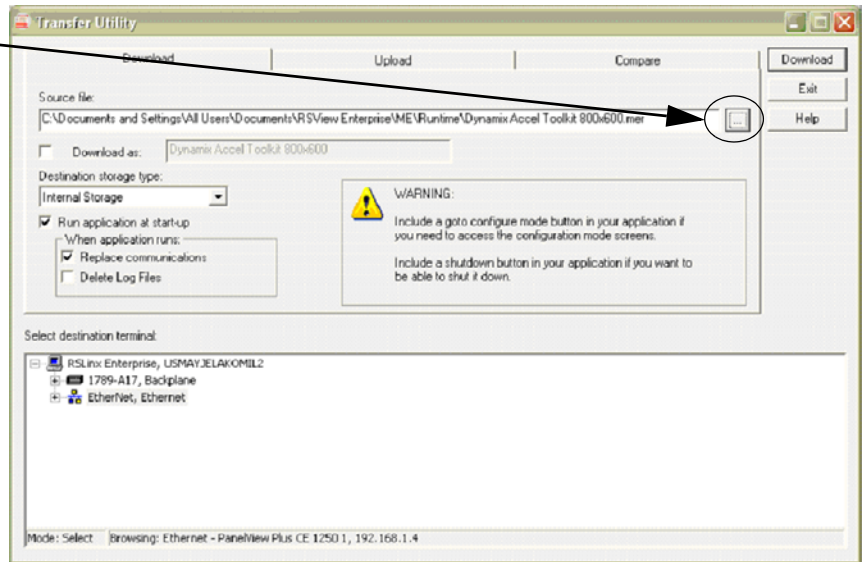 Transfer Utility
Download
Upload
Compare
Download
Exit
Help
Source file:
C:\Documents and Settings\All Users\Documents\RSView Enterprise\ME\Runtime\Dynamix Accel Toolkit 800x600.mer
...
Download as:
Dynamix Accel Toolkit 800x600
Destination storage type:
Internal Storage
Run application at start-up
When application runs:
Replace communications
Delete Log Files
WARNING:
Include a goto configure mode button in your application if
you need to access the configuration mode screens.
Include a shutdown button in your application if you want to
be able to shut it down.
Select destination terminal:
RSLinx Enterprise, USMAYJELAKOMIL2
1789-A17, Backplane
EtherNet, Ethernet
Mode: Select
Browsing: Ethernet - PanelView Plus CE 1250 1, 192.168.1.4